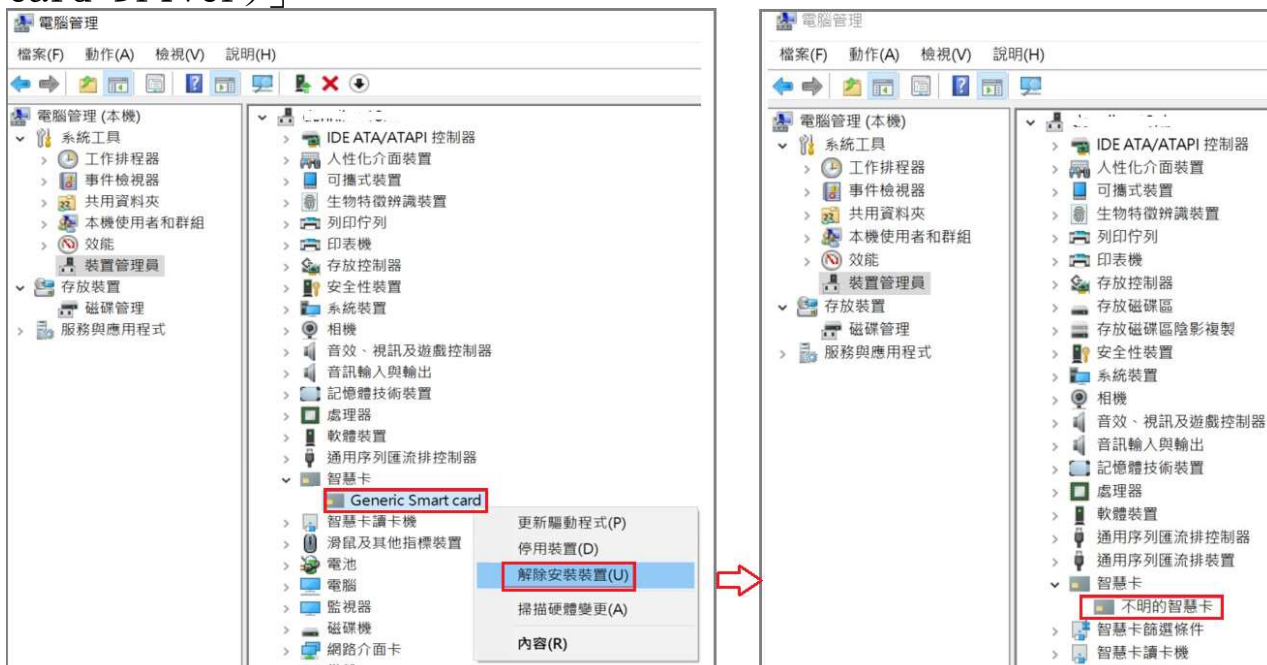 電腦管理
檔案(F) 動作(A) 檢視(V) 說明(H)
電腦管理 (本機)
系統工具
工作排程器
事件檢視器
共用資料夾
本機使用者和群組
效能
裝置管理員
存放裝置
磁碟管理
服務與應用程式
IDE ATA/ATAPI 控制器
人性化介面裝置
可攜式裝置
生物特徵辨識裝置
列印佇列
印表機
存放控制器
安全性裝置
系統裝置
相機
音效、視訊及遊戲控制器
音訊輸入與輸出
記憶體技術裝置
處理器
軟體裝置
通用序列匯流排控制器
智慧卡
Generic Smart card
智慧卡讀卡機
滑鼠及其他指標裝置
電池
電腦
監視器
磁碟機
網路介面卡
更新驅動程式(P)
停用裝置(D)
解除安裝裝置(U)
掃描硬體變更(A)
內容(R)
電腦管理
檔案(F) 動作(A) 檢視(V) 說明(H)
電腦管理 (本機)
系統工具
工作排程器
事件檢視器
共用資料夾
本機使用者和群組
效能
裝置管理員
存放裝置
磁碟管理
服務與應用程式
IDE ATA/ATAPI 控制器
人性化介面裝置
可攜式裝置
生物特徵辨識裝置
列印佇列
印表機
存放控制器
存放磁碟區
存放磁碟區陰影複製
安全性裝置
系統裝置
相機
音效、視訊及遊戲控制器
音訊輸入與輸出
記憶體技術裝置
處理器
軟體裝置
通用序列匯流排控制器
通用序列匯流排裝置
智慧卡
不明的智慧卡
智慧卡篩選條件
智慧卡讀卡機